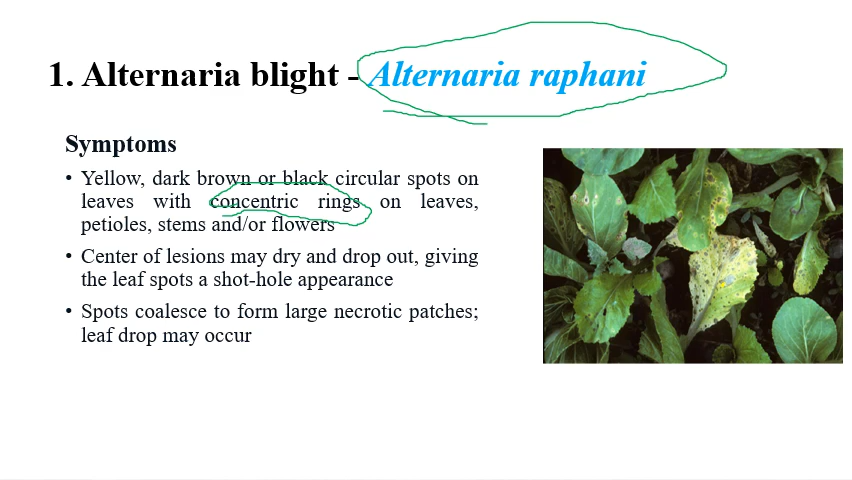 1. Alternaria blight - Alternaria raphani
Symptoms
• Yellow, dark brown or black circular spots on
leaves with concentric rings on leaves,
petioles, stems and/or flowers
• Center of lesions may dry and drop out, giving
the leaf spots a shot-hole appearance
• Spots coalesce to form large necrotic patches;
leaf drop may occur